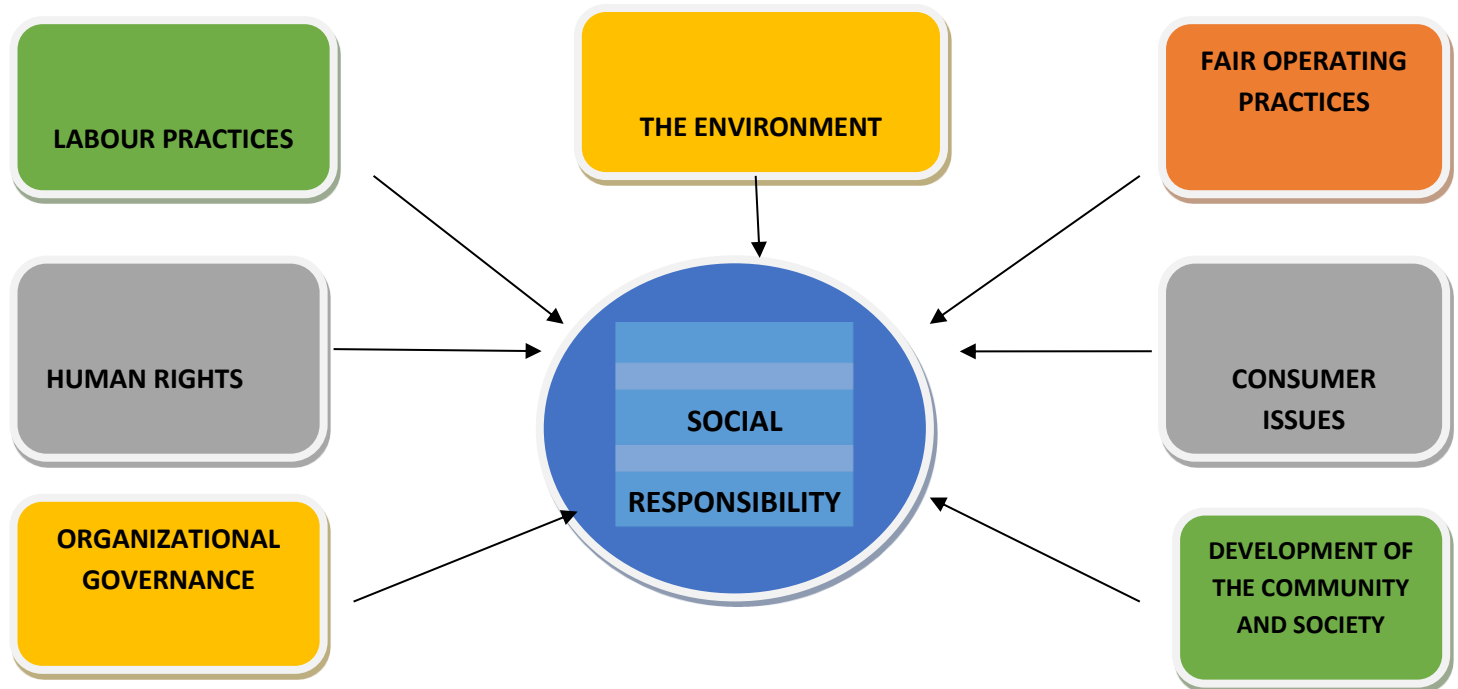 LABOUR PRACTICES
THE ENVIRONMENT
FAIR OPERATING
PRACTICES
HUMAN RIGHTS
SOCIAL
RESPONSIBILITY
CONSUMER
ISSUES
ORGANIZATIONAL
GOVERNANCE
DEVELOPMENT OF
THE COMMUNITY
AND SOCIETY